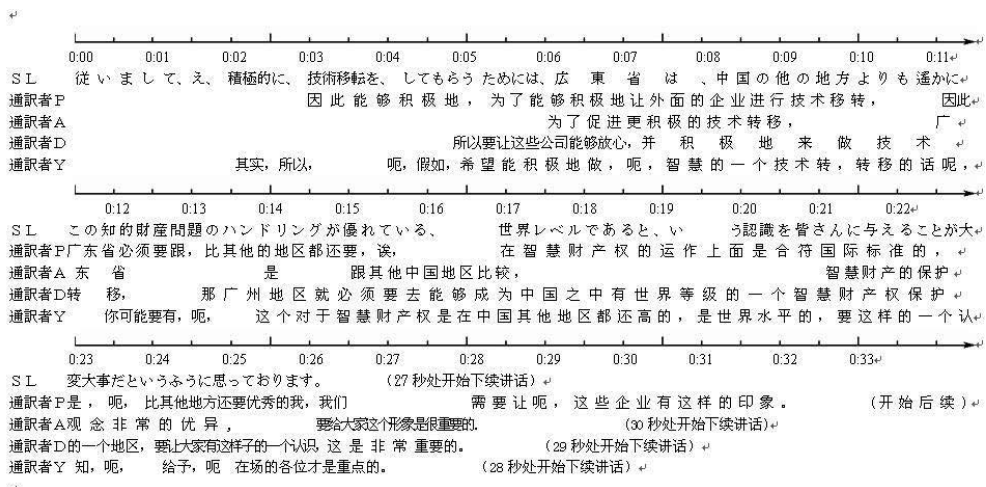 0:00 0:01 0:02 0:03 0:04 0:05 0:06 0:07 0:08 0:09 0:10 0:11
ＳＬ 従いまして、え、積極的に、技術移転を、してもらうためには、広東省は、中国の他の地方よりも遥かに
通訳者P 因此能够积极地，为了能够积极地让外面的企业进行技术移转， 因此
通訳者A 为了促进更积极的技术转移， 广
通訳者D 所以要让这些公司能够放心，并积极地来做技术
通訳者Y 其实，所以， 呃，假如，希望能积极地做，呃，智慧的一个技术转，转移的话呢，
0:12 0:13 0:14 0:15 0:16 0:17 0:18 0:19 0:20 0:21 0:22
ＳＬ この知的財産問題のハンドリングが優れている、 世界レベルであると、い う認識を皆さんに与えることが大
通訳者P广东省必须要跟，比其他的地区都还要，诶， 在智慧财产权的运作上面是合符国际标准的，
通訳者A 东 省 是 跟其他中国地区比较， 智慧财产的保护
通訳者D转 移， 那广州地区就必须要去能够成为中国之中有世界等级的一个智慧财产权保护
通訳者Y 你可能要有，呃， 这个对于智慧财产权是在中国其他地区都还高的，是世界水平的，要这样的一个认
0:23 0:24 0:25 0:26 0:27 0:28 0:29 0:30 0:31 0:32 0:33
ＳＬ 変大事だというふうに思っております。 （27秒处开始下续讲话）
通訳者P是，呃，比其他地方还要优秀的我，我们 需要让呃，这些企业有这样的印象。 (开始后续)
通訳者A观念非常的优异， 要给大家这个形象是很重要的. (30秒处开始下续讲话)
通訳者D的一个地区，要让大家有这样子的一个认识，这是非常重要的。 （29秒处开始下续讲话）
通訳者Y 知，呃， 给予，呃 在场的各位才是重点的。 （28秒处开始下续讲话）